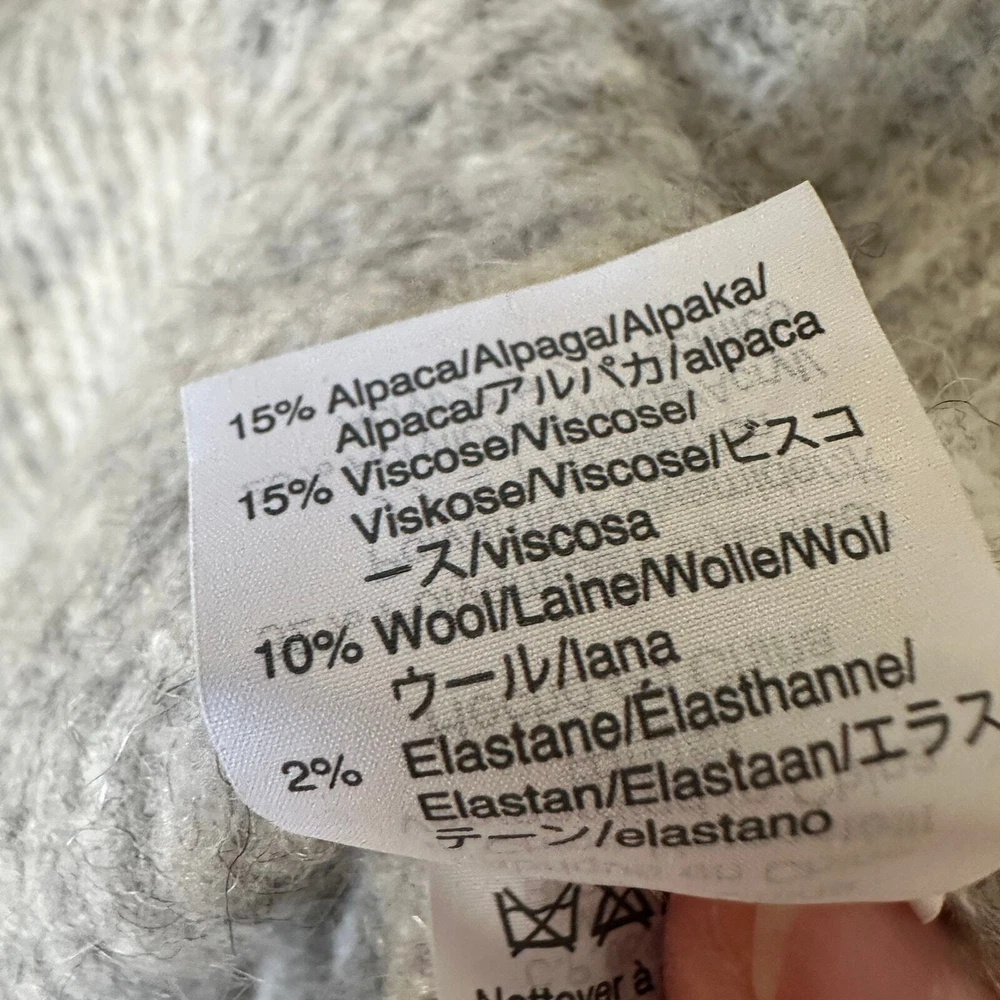 15% Alpaca/Alpaga/Alpaka/
Alpaca/アルパカ/alpaca
15% Viscose/Viscose/
Viskose/Viscose/ビスコ
ース/viscosa
10% Wool/Laine/Wolle/Wol/
ウール/lana
2% Elastane/Élasthanne/
Elastan/Elastaan/エラス
テーン/elastano
Nettoyer à